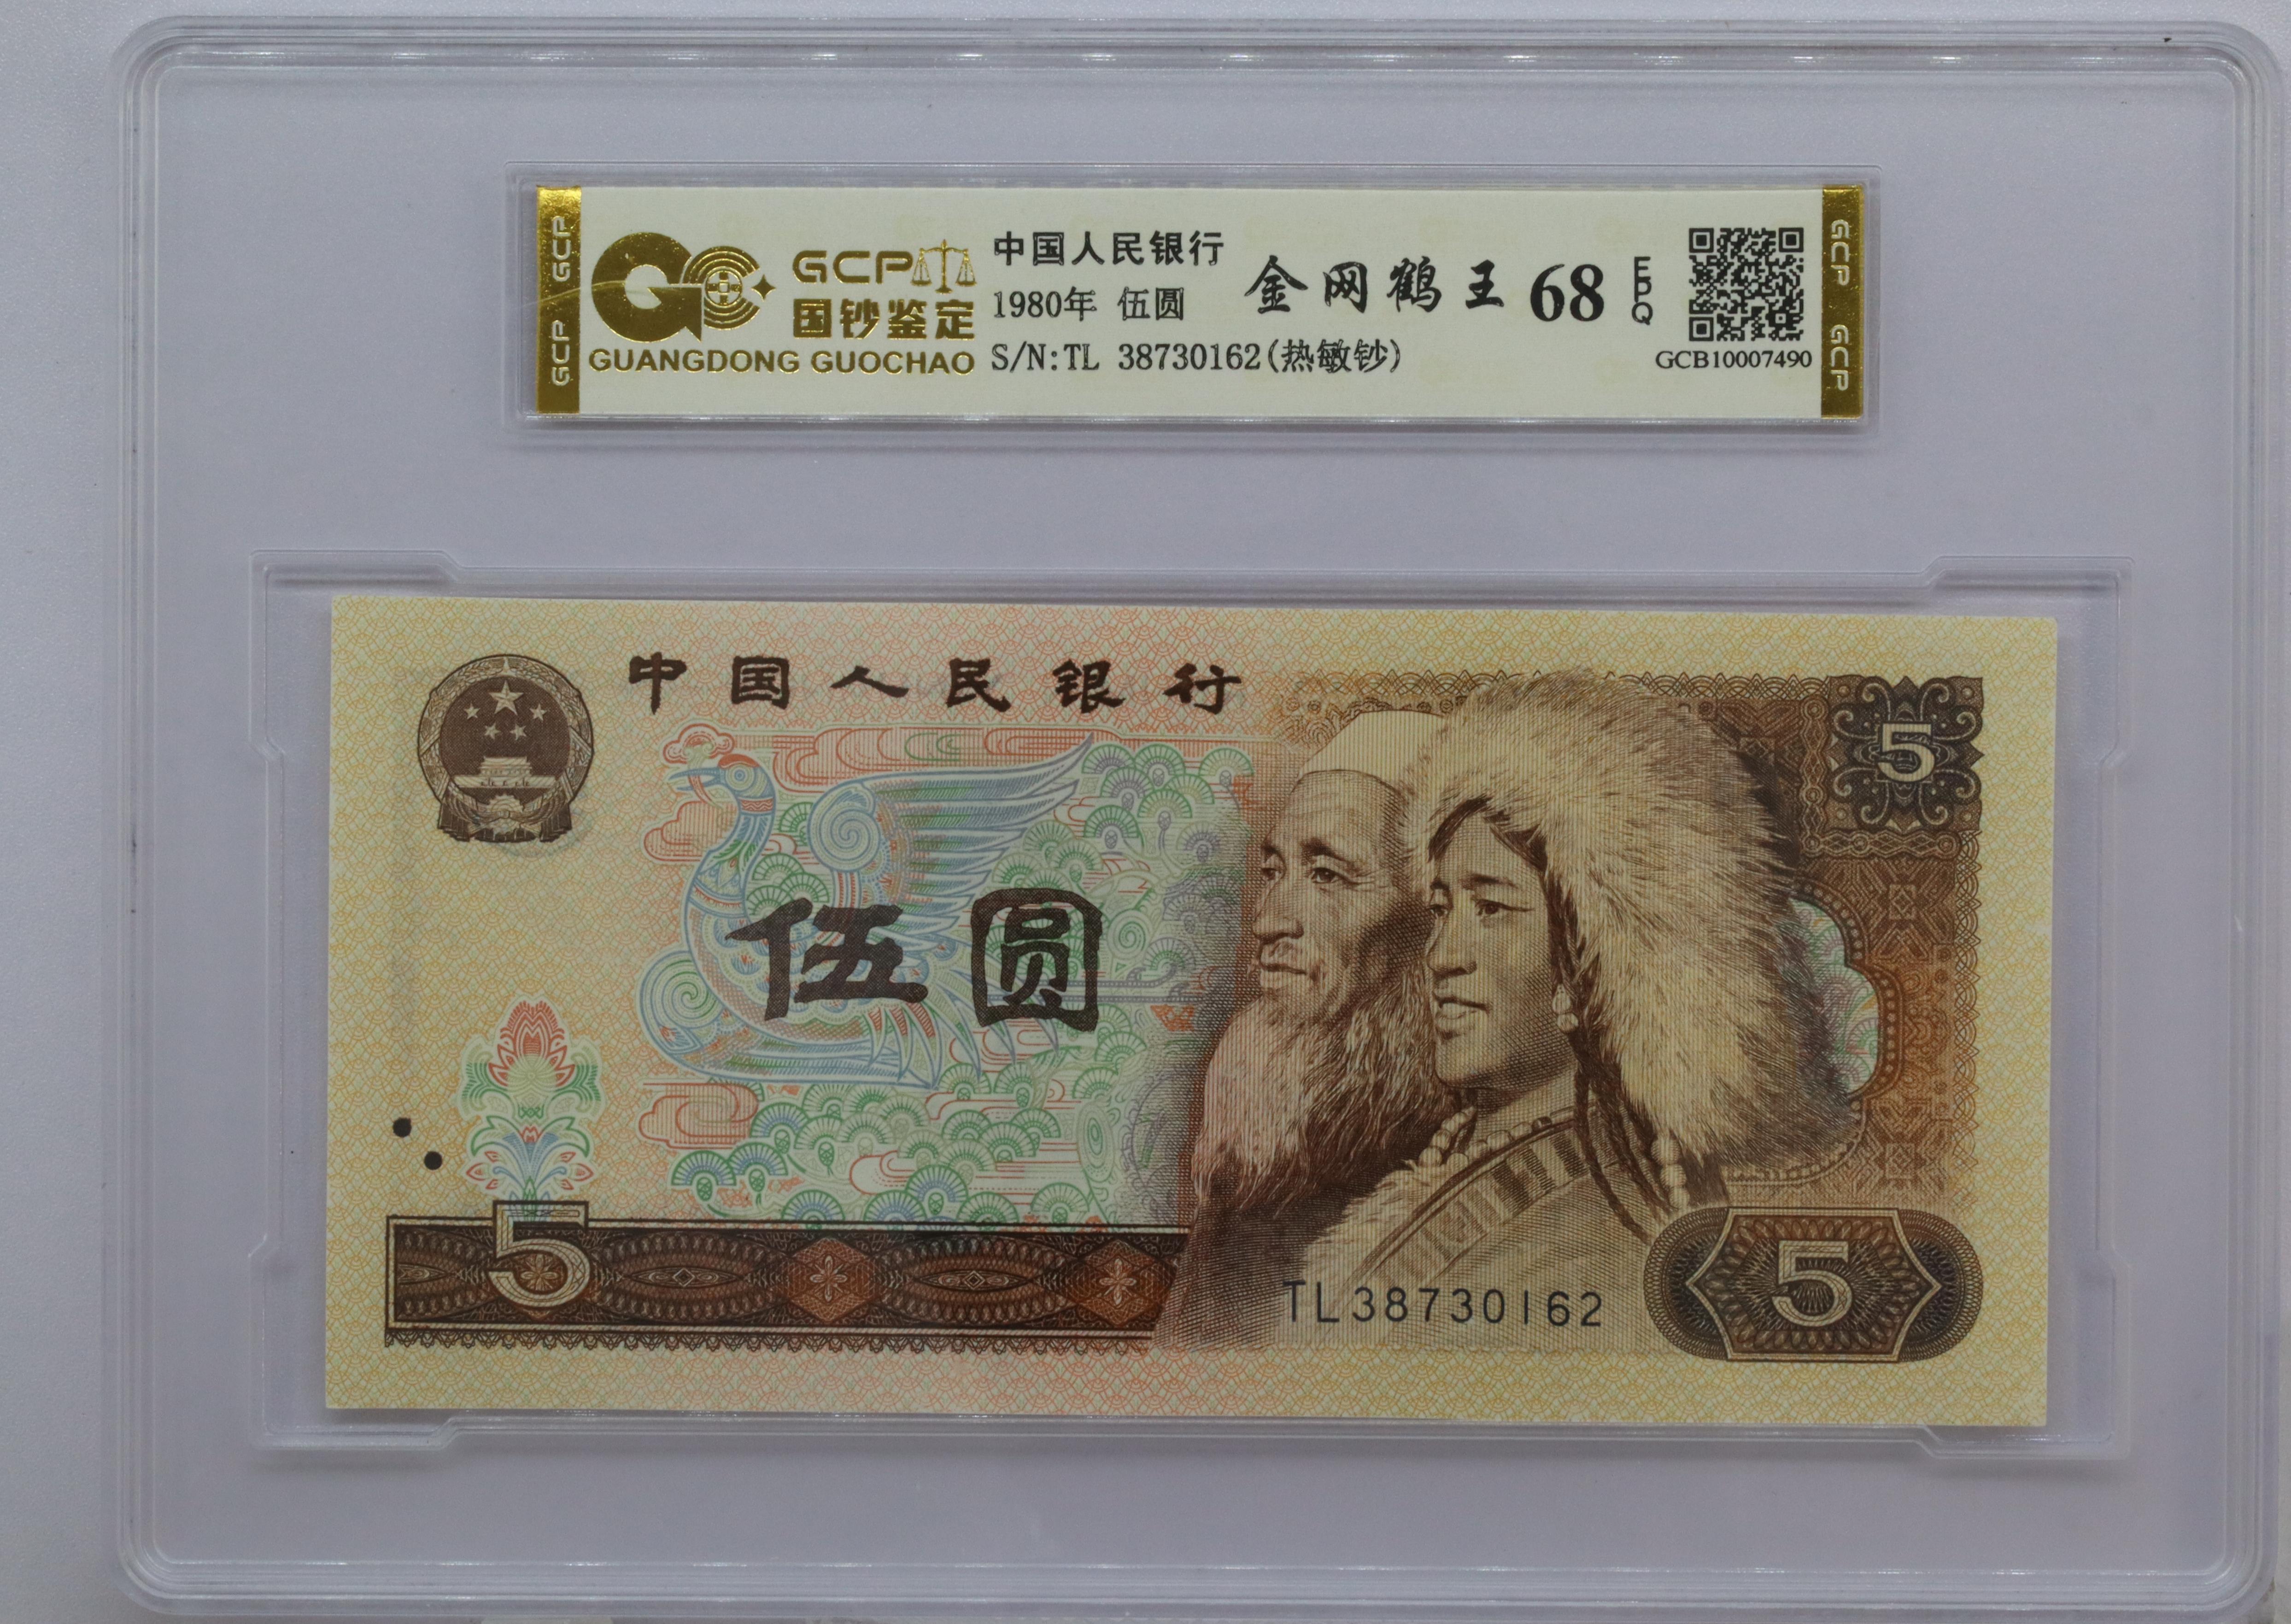 GCP GCP
GCP
国钞鉴定
GUANGDONG GUOCHAO
中国人民银行
1980年 伍圆
S/N:TL 38730162(热敏钞)
金网鹤王 68 EPQ
GCB10007490
GCP GCP
中国人民银行
5
伍圆
5
TL38730162
5